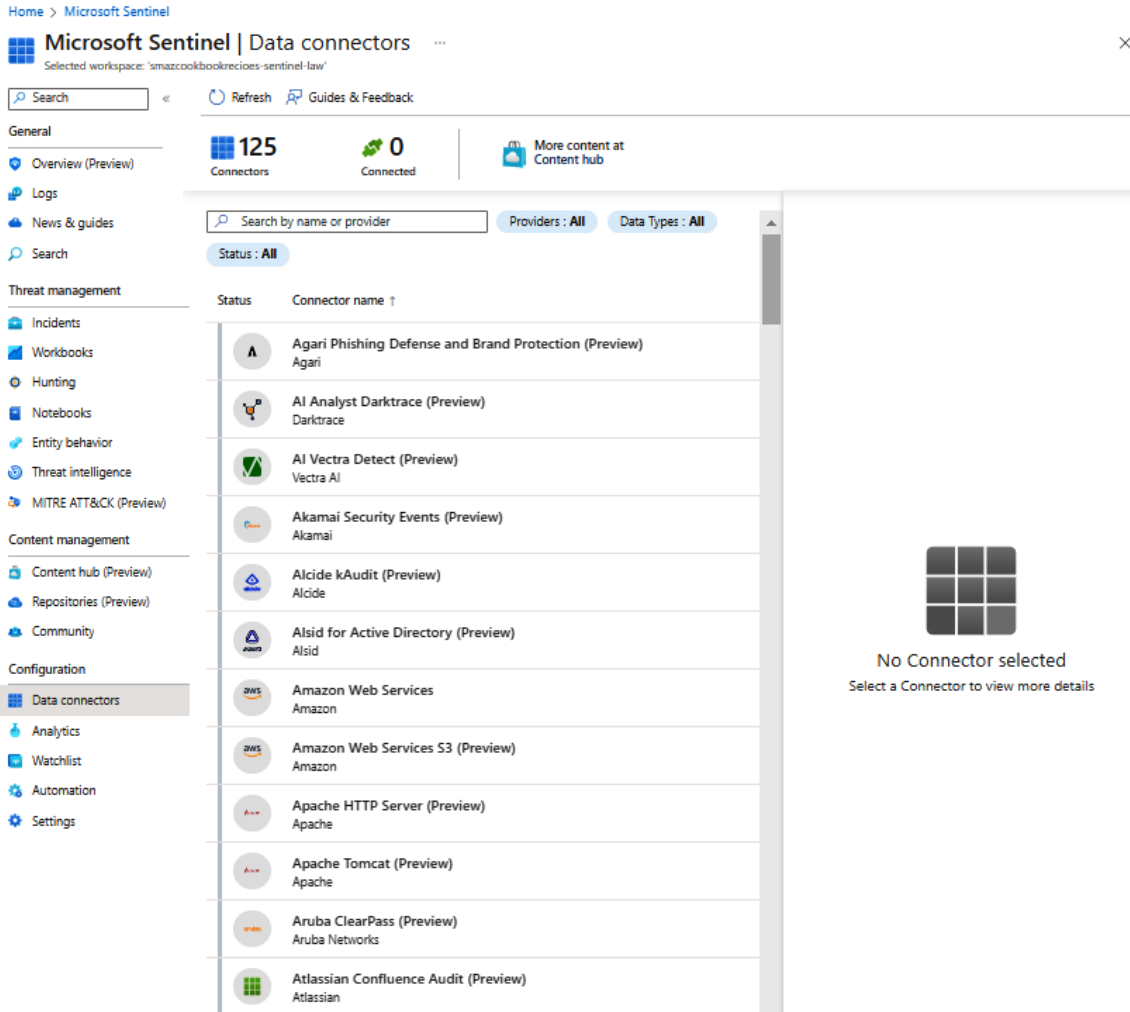 Home > Microsoft Sentinel
Microsoft Sentinel | Data connectors ...
Selected workspace: 'smazcookbookrecioes-sentinel-law'
Search
«
Refresh
Guides & Feedback
General
Overview (Preview)
Logs
News & guides
Search
Threat management
Incidents
Workbooks
Hunting
Notebooks
Entity behavior
Threat intelligence
MITRE ATT&CK (Preview)
Content management
Content hub (Preview)
Repositories (Preview)
Community
Configuration
Data connectors
Analytics
Watchlist
Automation
Settings
125
Connectors
0
Connected
More content at
Content hub
Search by name or provider
Providers : All
Data Types : All
Status : All
Status
Connector name ↑
Agari Phishing Defense and Brand Protection (Preview)
Agari
AI Analyst Darktrace (Preview)
Darktrace
AI Vectra Detect (Preview)
Vectra AI
Akamai Security Events (Preview)
Akamai
Alcide kAudit (Preview)
Alcide
Alsid for Active Directory (Preview)
Alsid
aws
Amazon Web Services
Amazon
aws
Amazon Web Services S3 (Preview)
Amazon
Apache HTTP Server (Preview)
Apache
Apache Tomcat (Preview)
Apache
Aruba ClearPass (Preview)
Aruba Networks
Atlassian Confluence Audit (Preview)
Atlassian
No Connector selected
Select a Connector to view more details